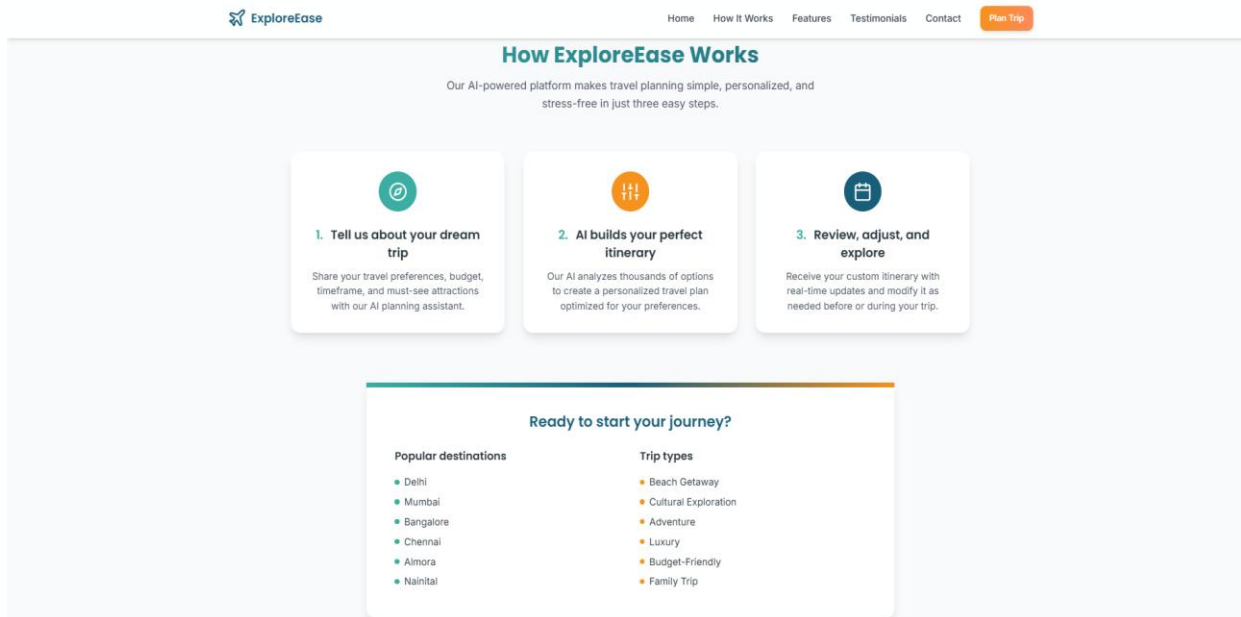 ExploreEase
Home How It Works Features Testimonials Contact Plan Trip
How ExploreEase Works
Our AI-powered platform makes travel planning simple, personalized, and
stress-free in just three easy steps.
1. Tell us about your dream
trip
Share your travel preferences, budget,
timeframe, and must-see attractions
with our AI planning assistant.
2. AI builds your perfect
itinerary
Our AI analyzes thousands of options
to create a personalized travel plan
optimized for your preferences.
3. Review, adjust, and
explore
Receive your custom itinerary with
real-time updates and modify it as
needed before or during your trip.
Ready to start your journey?
Popular destinations
Delhi
Mumbai
Bangalore
Chennai
Almora
Nainital
Trip types
Beach Getaway
Cultural Exploration
Adventure
Luxury
Budget-Friendly
Family Trip